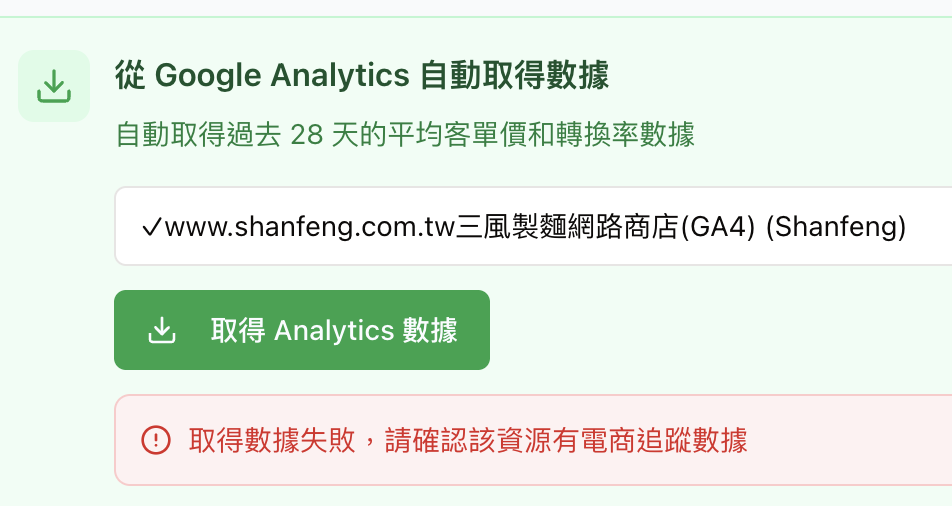 從 Google Analytics 自動取得數據
自動取得過去 28 天的平均客單價和轉換率數據
✓www.shanfeng.com.tw三風製麵網路商店(GA4) (Shanfeng)
取得 Analytics 數據
取得數據失敗，請確認該資源有電商追蹤數據